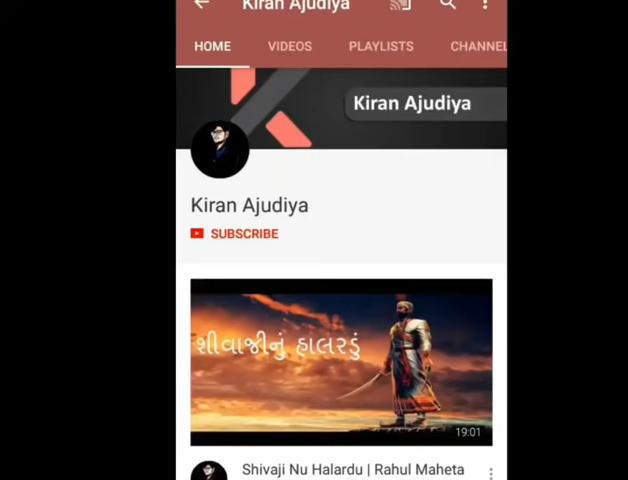 Kiran Ajudiya
HOME VIDEOS PLAYLISTS CHANNEL
Kiran Ajudiya
Kiran Ajudiya
SUBSCRIBE
શીવાજીનું હાલરડું
19:01
Shivaji Nu Halardu | Rahul Maheta